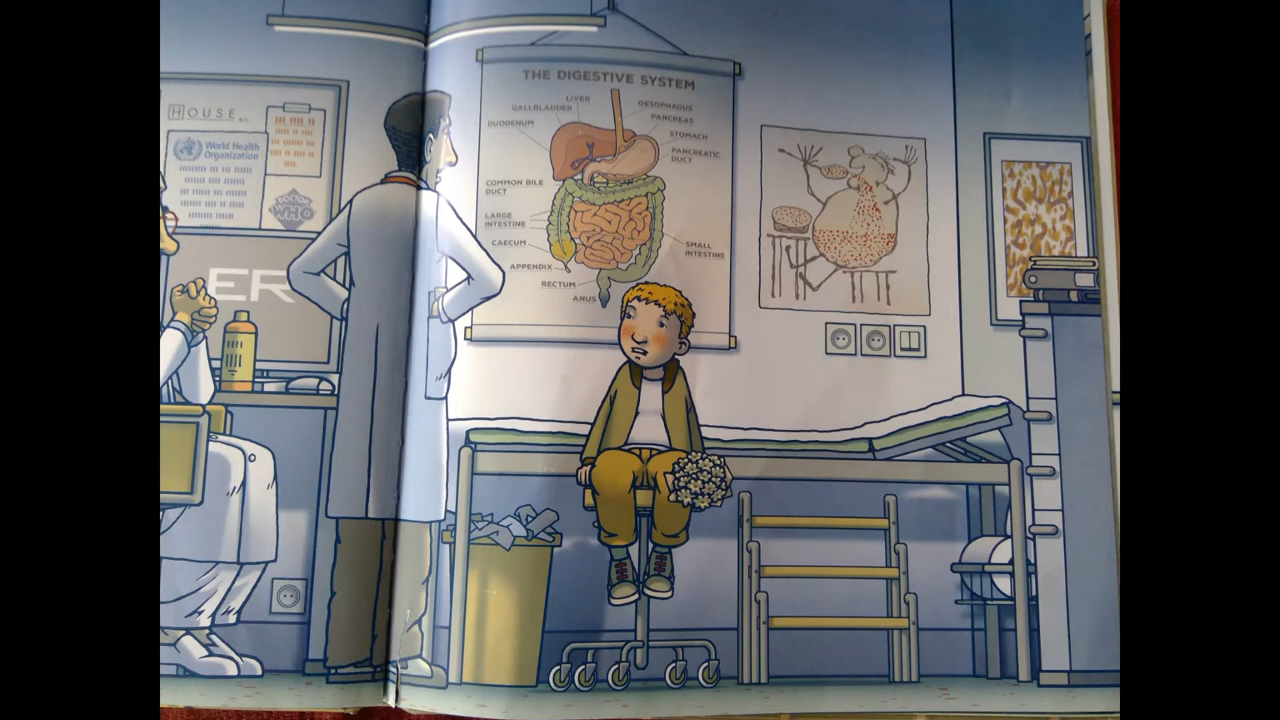 HOUSE M.D.
World Health
Organization
DOCTOR
WHO
ER
THE DIGESTIVE SYSTEM
LIVER
GALLBLADDER
DUODENUM
COMMON BILE
DUCT
LARGE
INTESTINE
CAECUM
APPENDIX
RECTUM
ANUS
OESOPHAGUS
PANCREAS
STOMACH
PANCREATIC
DUCT
SMALL
INTESTINE